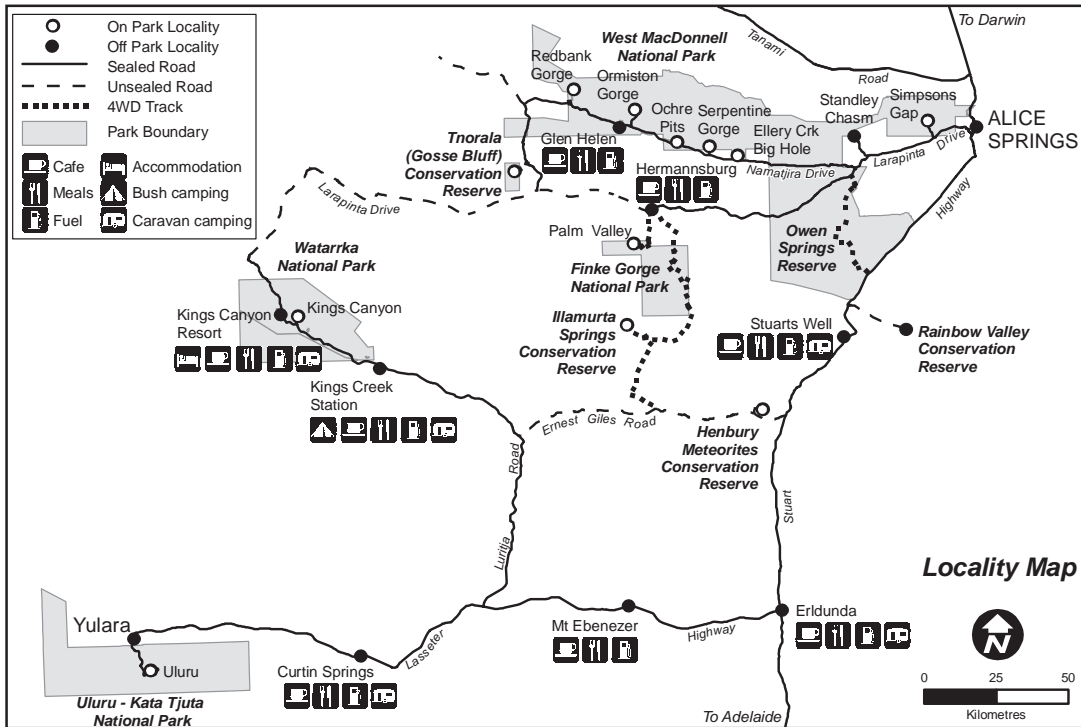 On Park Locality
Off Park Locality
Sealed Road
Unsealed Road
4WD Track
Park Boundary
Cafe
Accommodation
Meals
Bush camping
Fuel
Caravan camping
To Darwin
Tanami
Road
West MacDonnell
National Park
Redbank
Gorge
Ormiston
Gorge
Ochre
Pits
Serpentine
Gorge
Ellery Crk
Big Hole
Standley
Chasm
Simpsons
Gap
ALICE
SPRINGS
Larapinta Drive
Namatjira Drive
Highway
Glen Helen
Tnorala
(Gosse Bluff)
Conservation
Reserve
Hermannsburg
Larapinta Drive
Owen
Springs
Reserve
Palm Valley
Finke Gorge
National Park
Watarrka
National Park
Kings Canyon
Resort
Kings Canyon
Kings Creek
Station
Illamurta
Springs
Conservation
Reserve
Stuarts Well
Rainbow Valley
Conservation
Reserve
Ernest Giles Road
Henbury
Meteorites
Conservation
Reserve
Luritja
Road
Stuart
Locality Map
Yulara
Uluru
Uluru - Kata Tjuta
National Park
Curtin Springs
Lasseter
Mt Ebenezer
Highway
Erldunda
To Adelaide
0 25 50
Kilometres